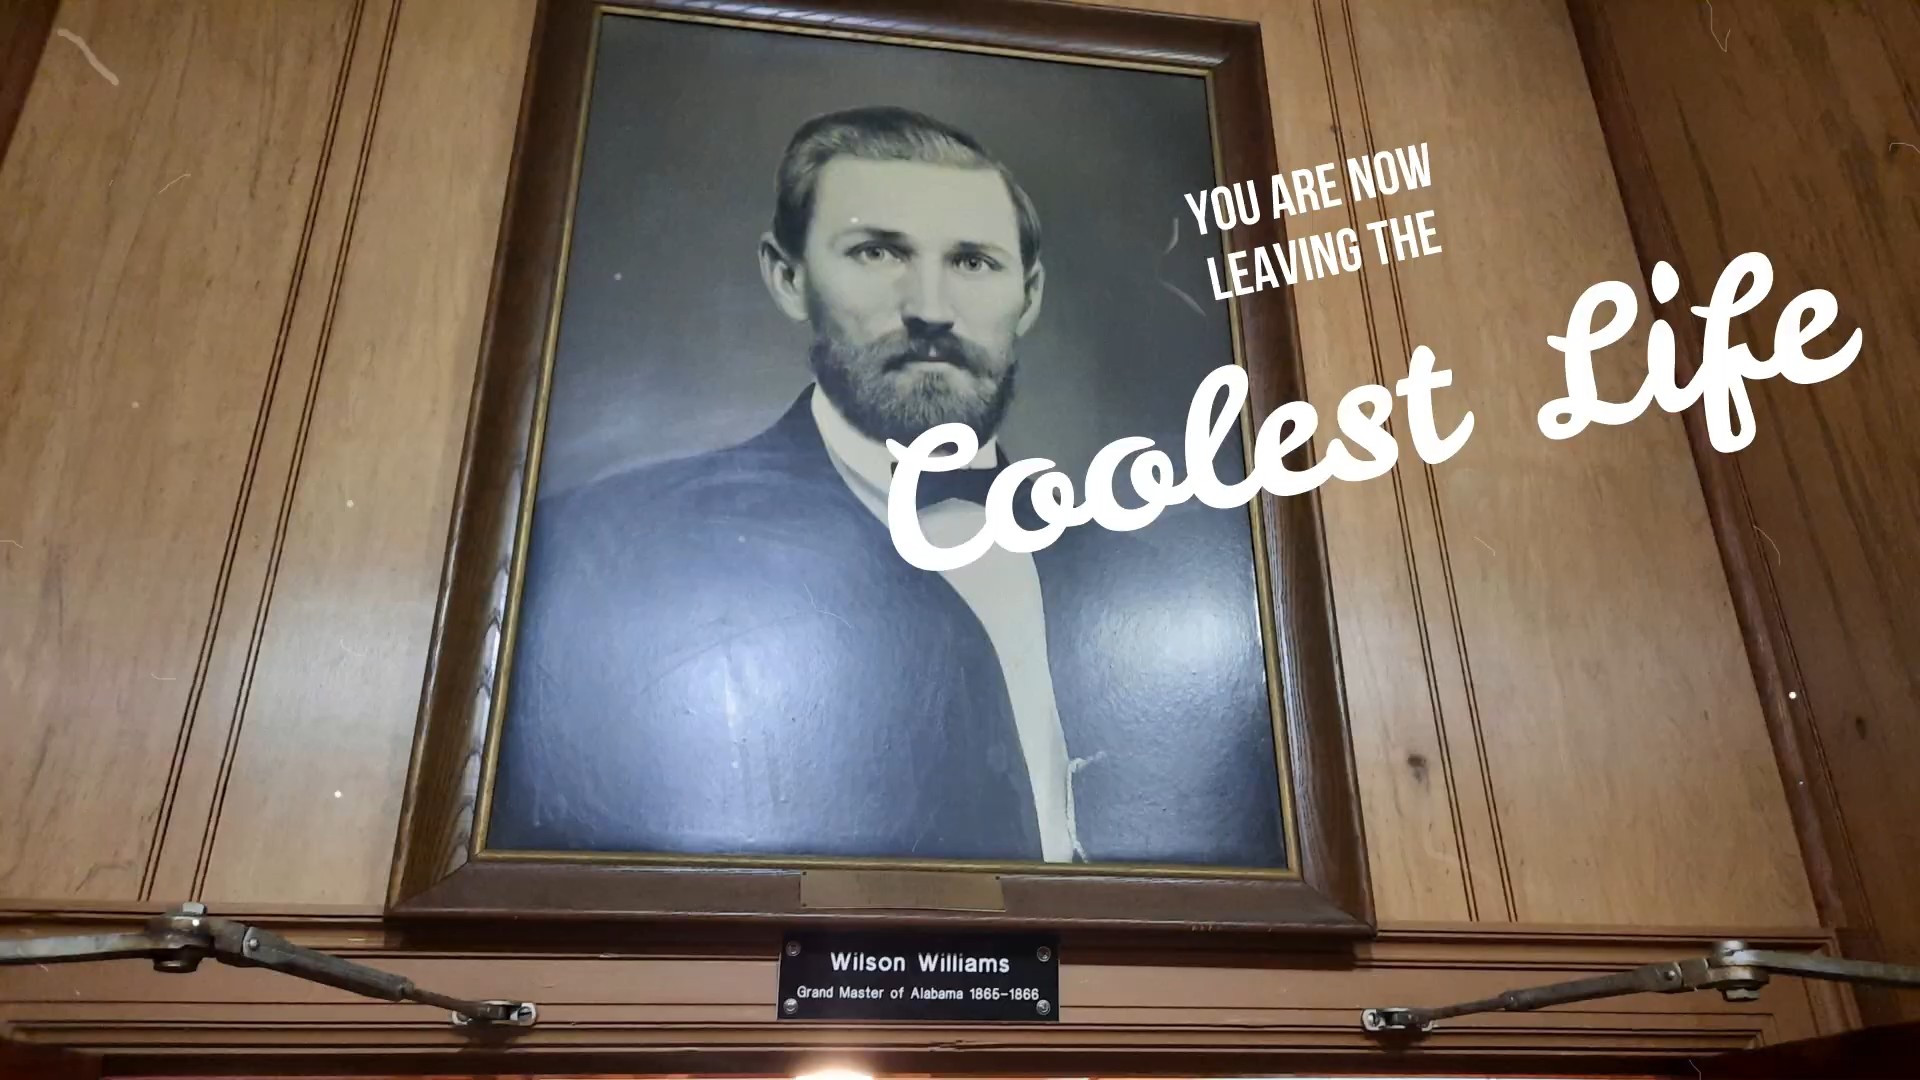 YOU ARE NOW
LEAVING THE
Coolest Life
Wilson Williams
Grand Master of Alabama 1865-1866